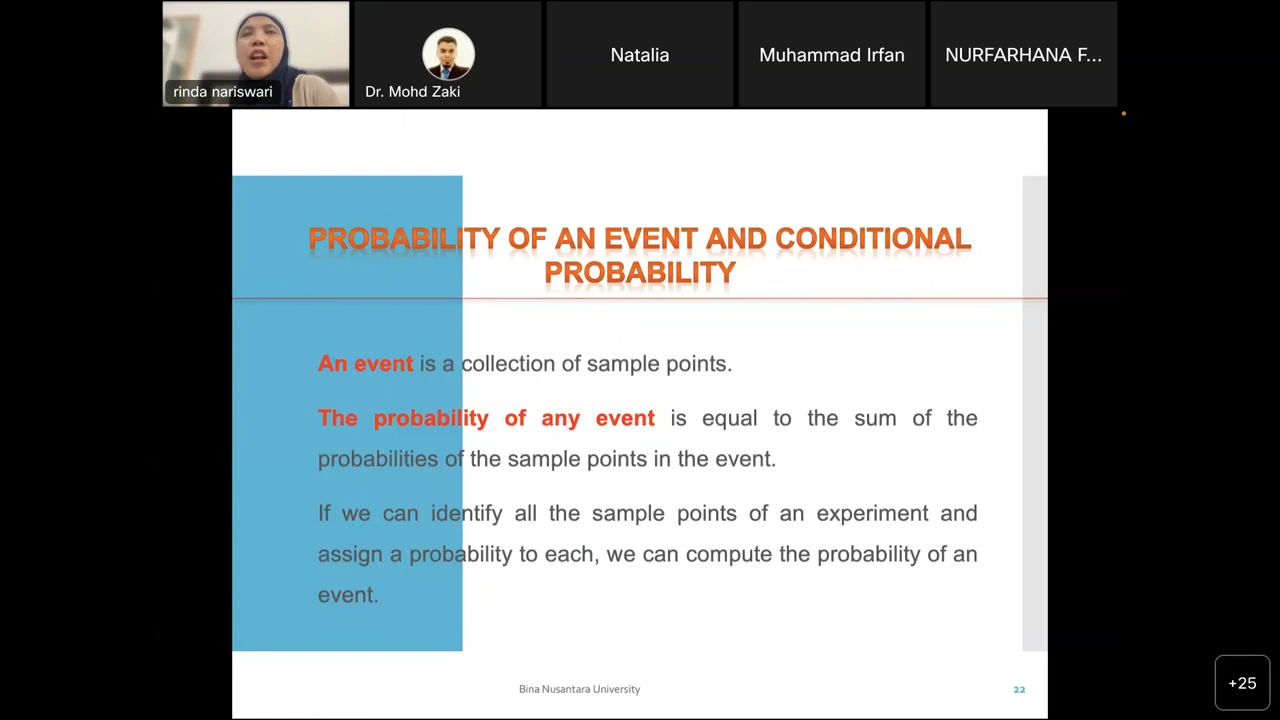 rinda nariswari
Dr. Mohd Zaki
Natalia
Muhammad Irfan
NURFARHANA F...
PROBABILITY OF AN EVENT AND CONDITIONAL
PROBABILITY
An event is a collection of sample points.
The probability of any event is equal to the sum of the
probabilities of the sample points in the event.
If we can identify all the sample points of an experiment and
assign a probability to each, we can compute the probability of an
event.
Bina Nusantara University
22
+25